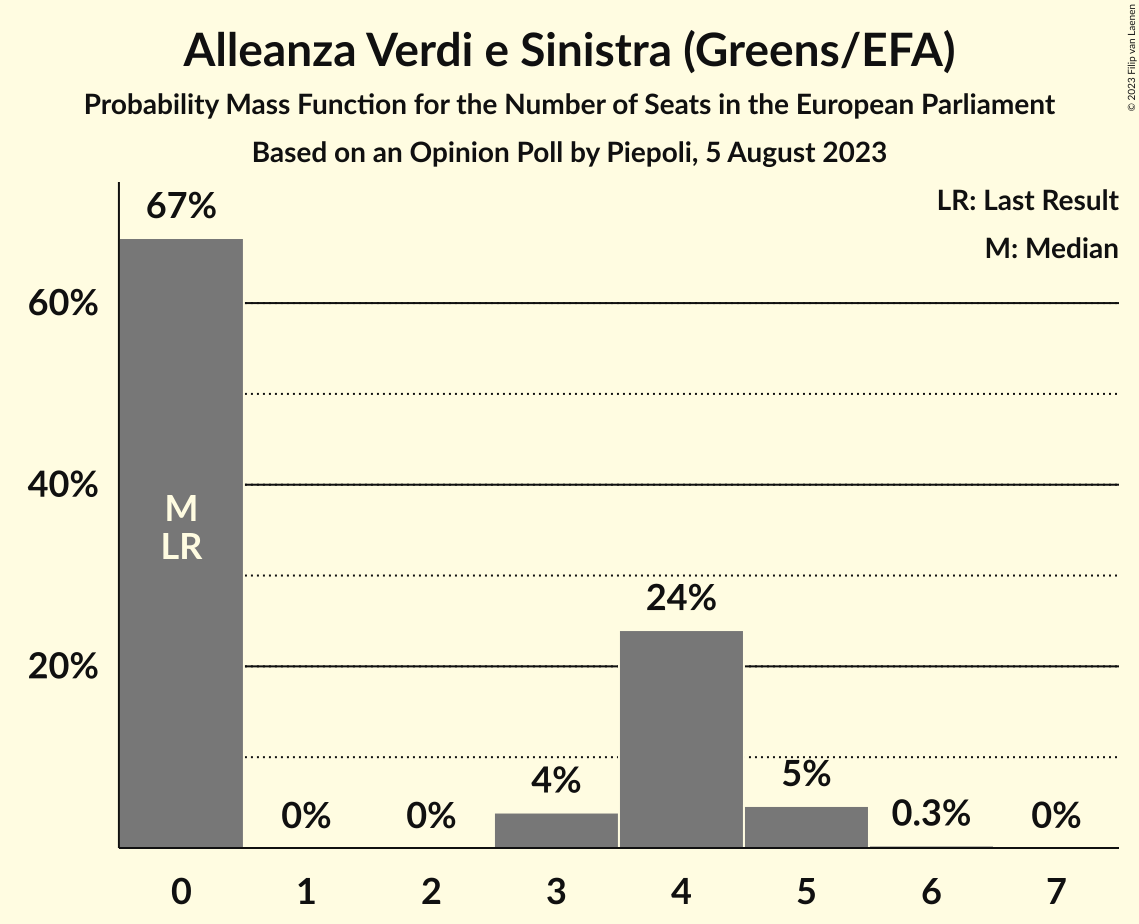 Alleanza Verdi e Sinistra (Greens/EFA)
Probability Mass Function for the Number of Seats in the European Parliament
Based on an Opinion Poll by Piepoli, 5 August 2023
© 2023 Filip van Laenen
LR: Last Result
M: Median
67%
60%
40%
M
LR
24%
20%
4%
5%
0%
0%
0.3%
0%
0
1
2
3
4
5
6
7